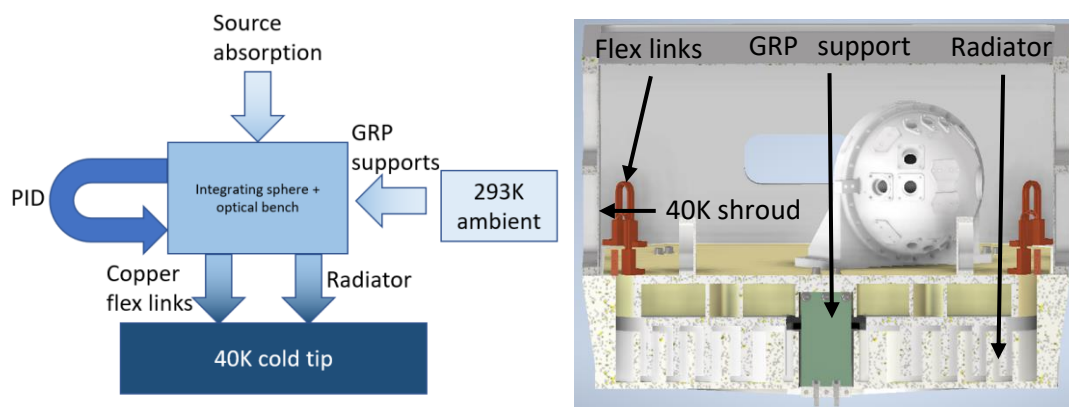 Source
absorption
GRP
supports
PID
Integrating sphere +
optical bench
293K
ambient
Copper
flex links
Radiator
40K cold tip
Flex links
GRP support
Radiator
40K shroud